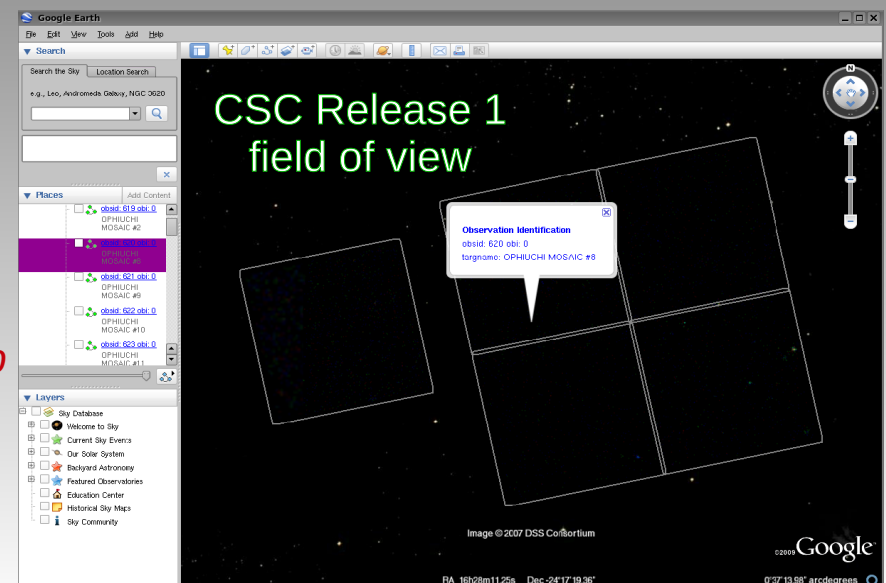 Google Earth
File Edit View Tools Add Help
Search
Search the Sky Location Search
e.g., Leo, Andromeda Galaxy, NGC 3620
Places Add Content
obsid: 619 obi: 0
OPHIUCHI
MOSAIC #2
obsid: 620 obi: 0
OPHIUCHI
MOSAIC #8
obsid: 621 obi: 0
OPHIUCHI
MOSAIC #9
obsid: 622 obi: 0
OPHIUCHI
MOSAIC #10
obsid: 623 obi: 0
OPHIUCHI
MOSAIC #11
Layers
Sky Database
Welcome to Sky
Current Sky Events
Our Solar System
Backyard Astronomy
Featured Observatories
Education Center
Historical Sky Maps
Sky Community
CSC Release 1
field of view
N
Observation Identification
obsid: 620 obi: 0
targname: OPHIUCHI MOSAIC #8
Image © 2007 DSS Consortium
©2009 Google
RA 16h28m11.25s Dec -24°17'19.36" 0°37'13.98" arcdegrees